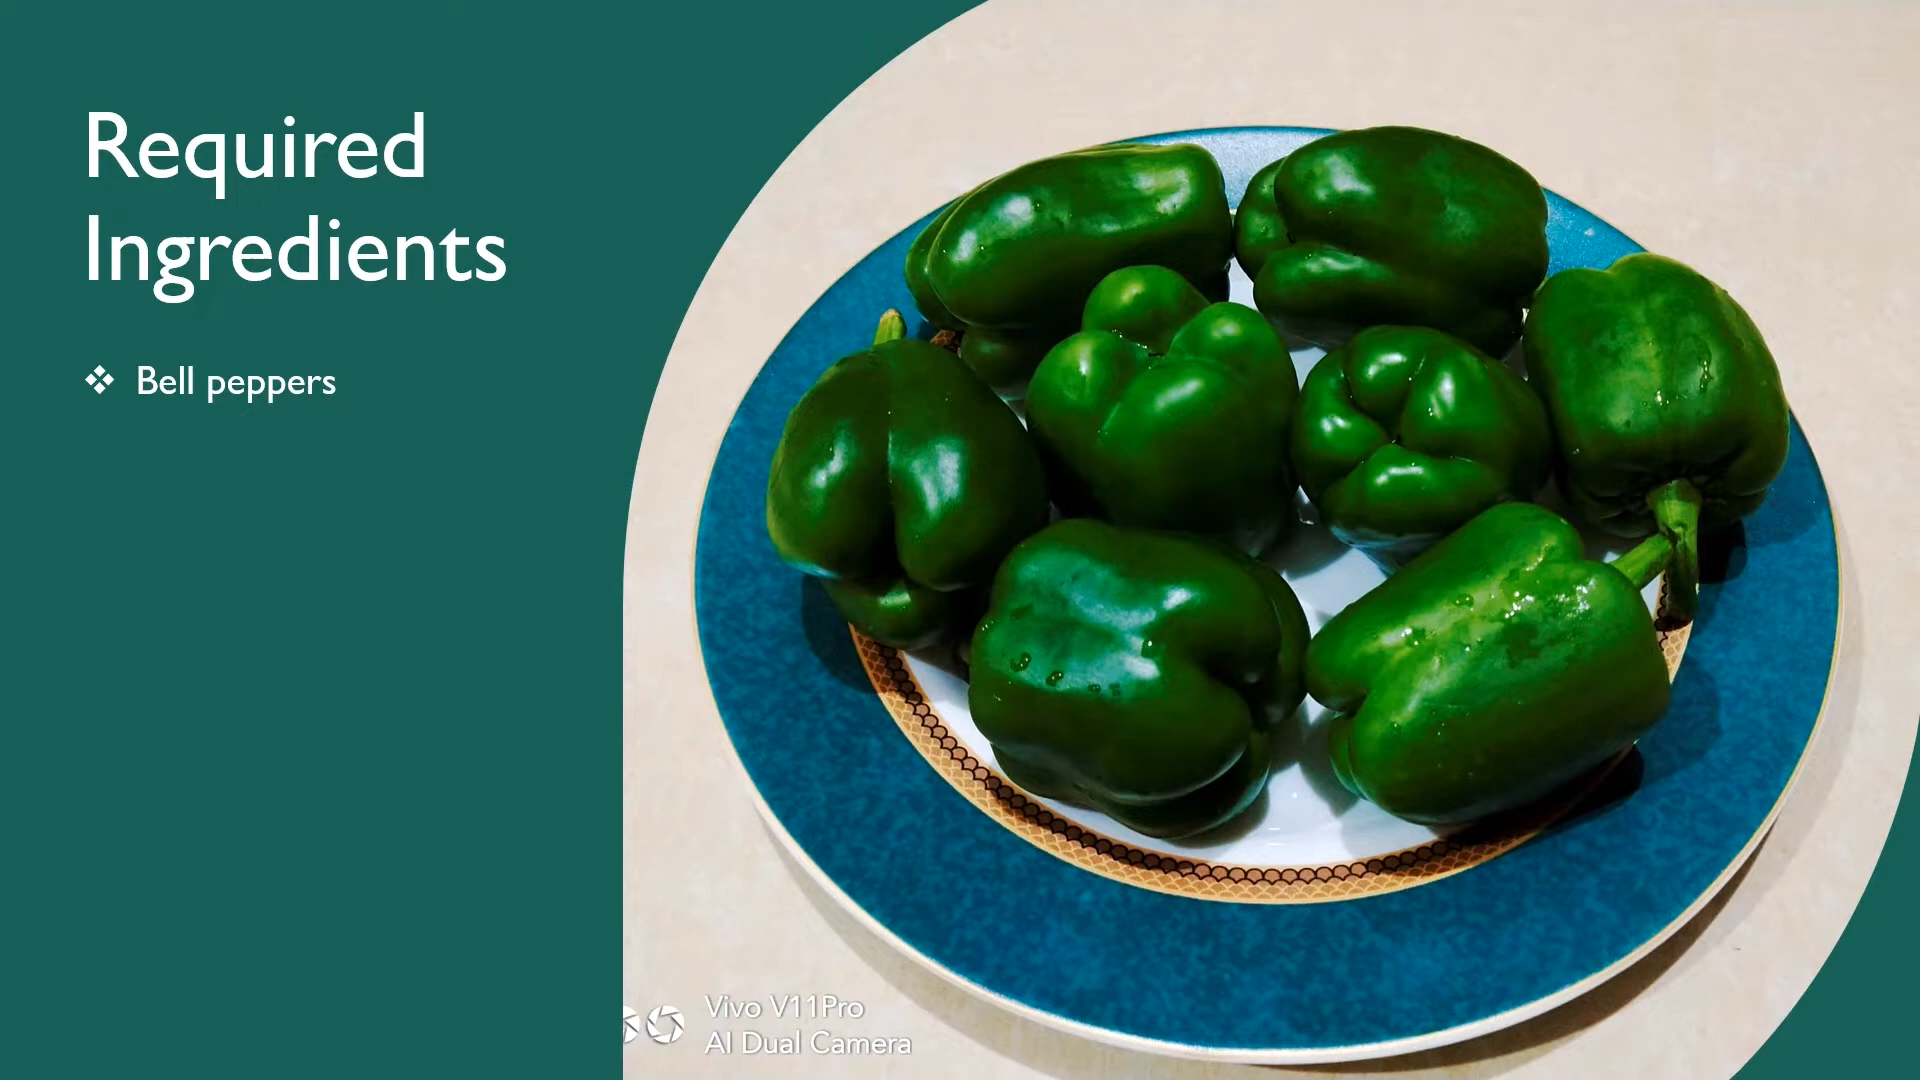 Required
Ingredients
❖ Bell peppers
Vivo V11Pro
AI Dual Camera